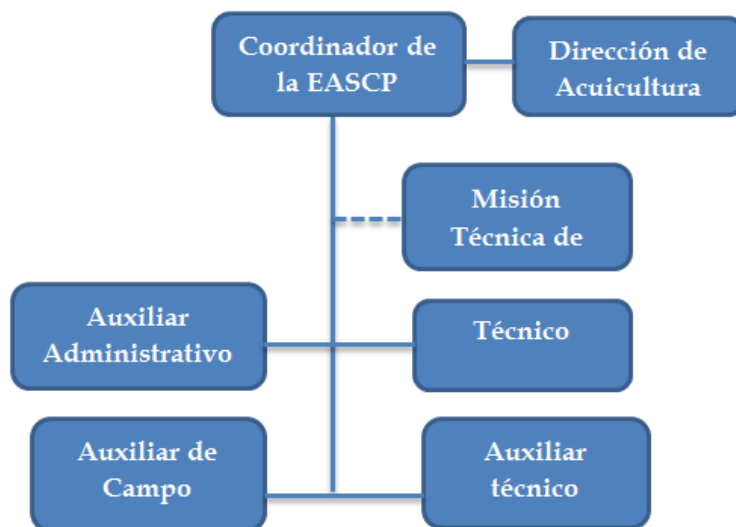 Coordinador de
la EASCP
Dirección de
Acuicultura
Misión
Técnica de
Auxiliar
Administrativo
Técnico
Auxiliar de
Campo
Auxiliar
técnico